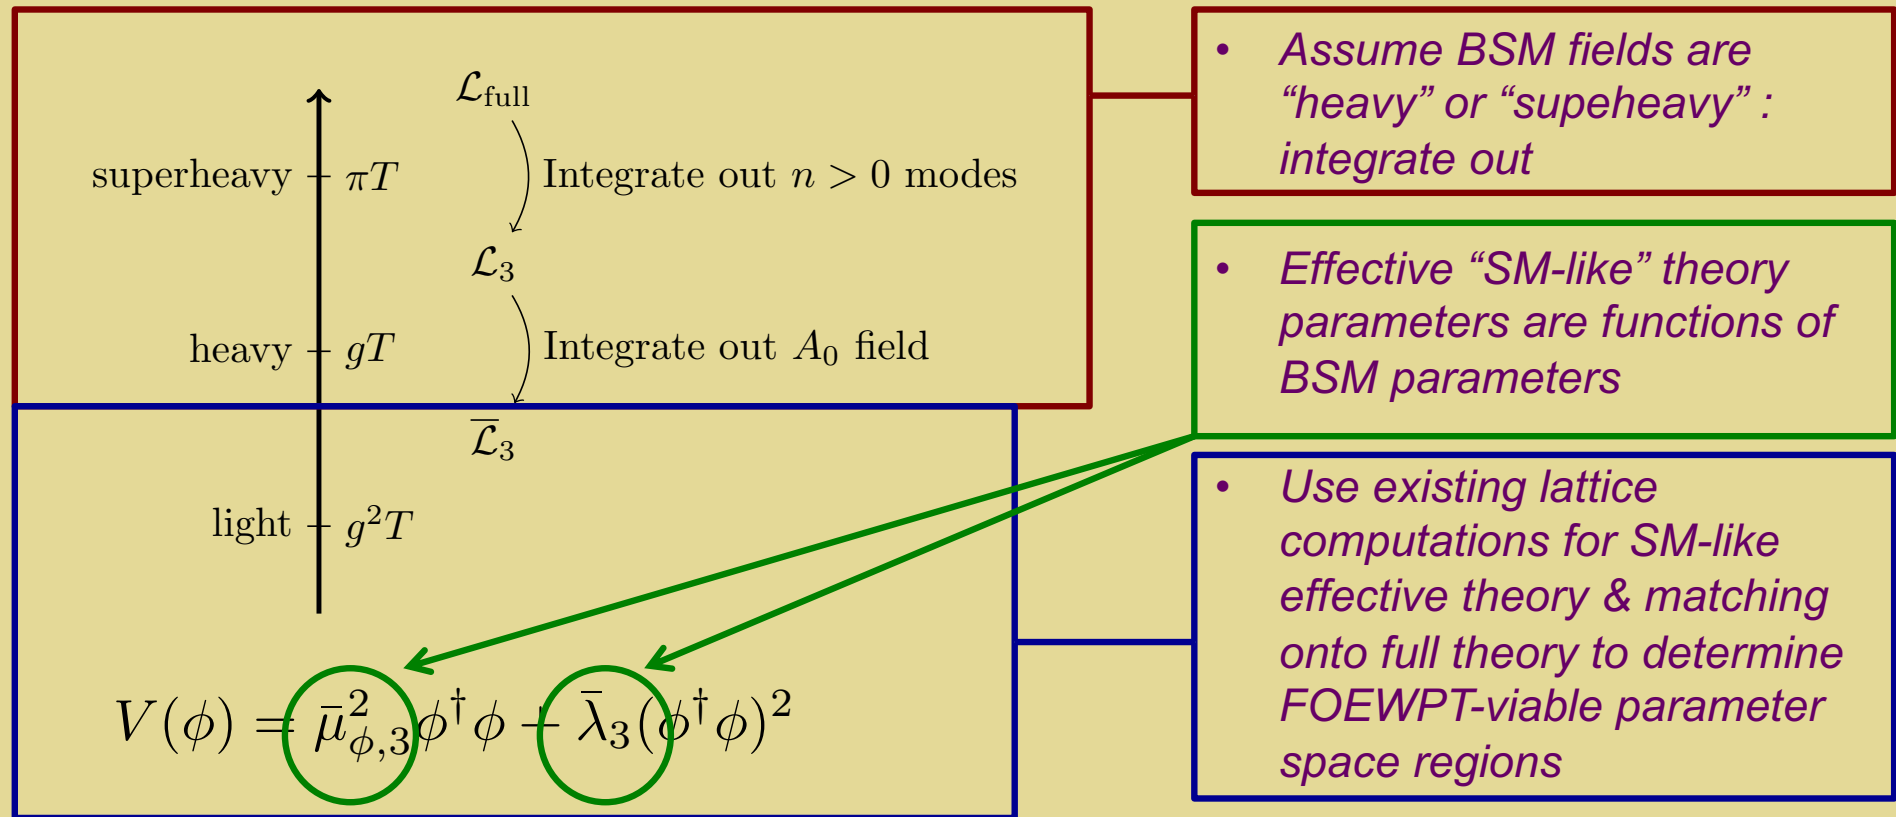 ℒ_full
superheavy πT Integrate out n > 0 modes
ℒ₃
heavy gT Integrate out A₀ field
ℒ̅₃
light g²T
V(ϕ) = μ̄²_{ϕ,3} ϕ†ϕ + λ̄₃(ϕ†ϕ)²
• Assume BSM fields are
“heavy” or “supeheavy” :
integrate out
• Effective “SM-like” theory
parameters are functions of
BSM parameters
• Use existing lattice
computations for SM-like
effective theory & matching
onto full theory to determine
FOEWPT-viable parameter
space regions